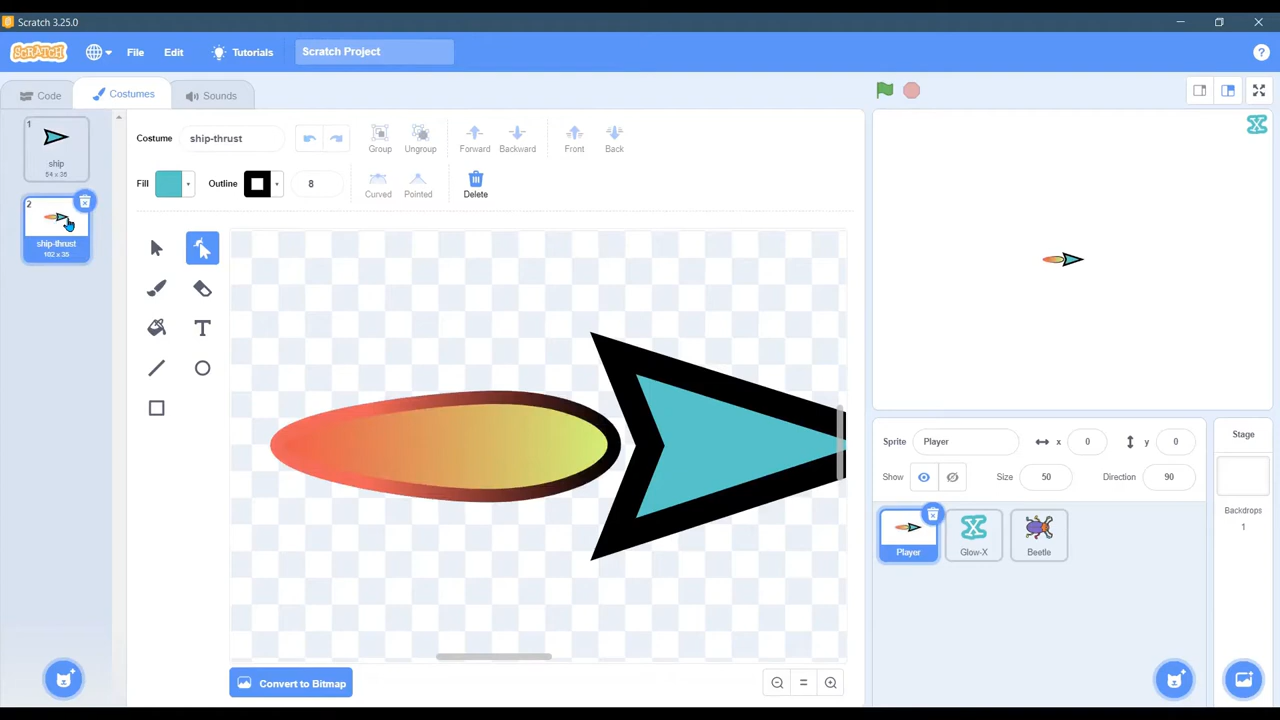 Scratch 3.25.0
SCRATCH File Edit Tutorials Scratch Project ?
Code Costumes Sounds
1
ship
54 x 35
2
ship-thrust
102 x 35
Costume ship-thrust Group Ungroup Forward Backward Front Back
Fill Outline 8 Curved Pointed Delete
T
Convert to Bitmap
Sprite Player x 0 y 0
Show Size 50 Direction 90
Player Glow-X Beetle
Stage
Backdrops
1